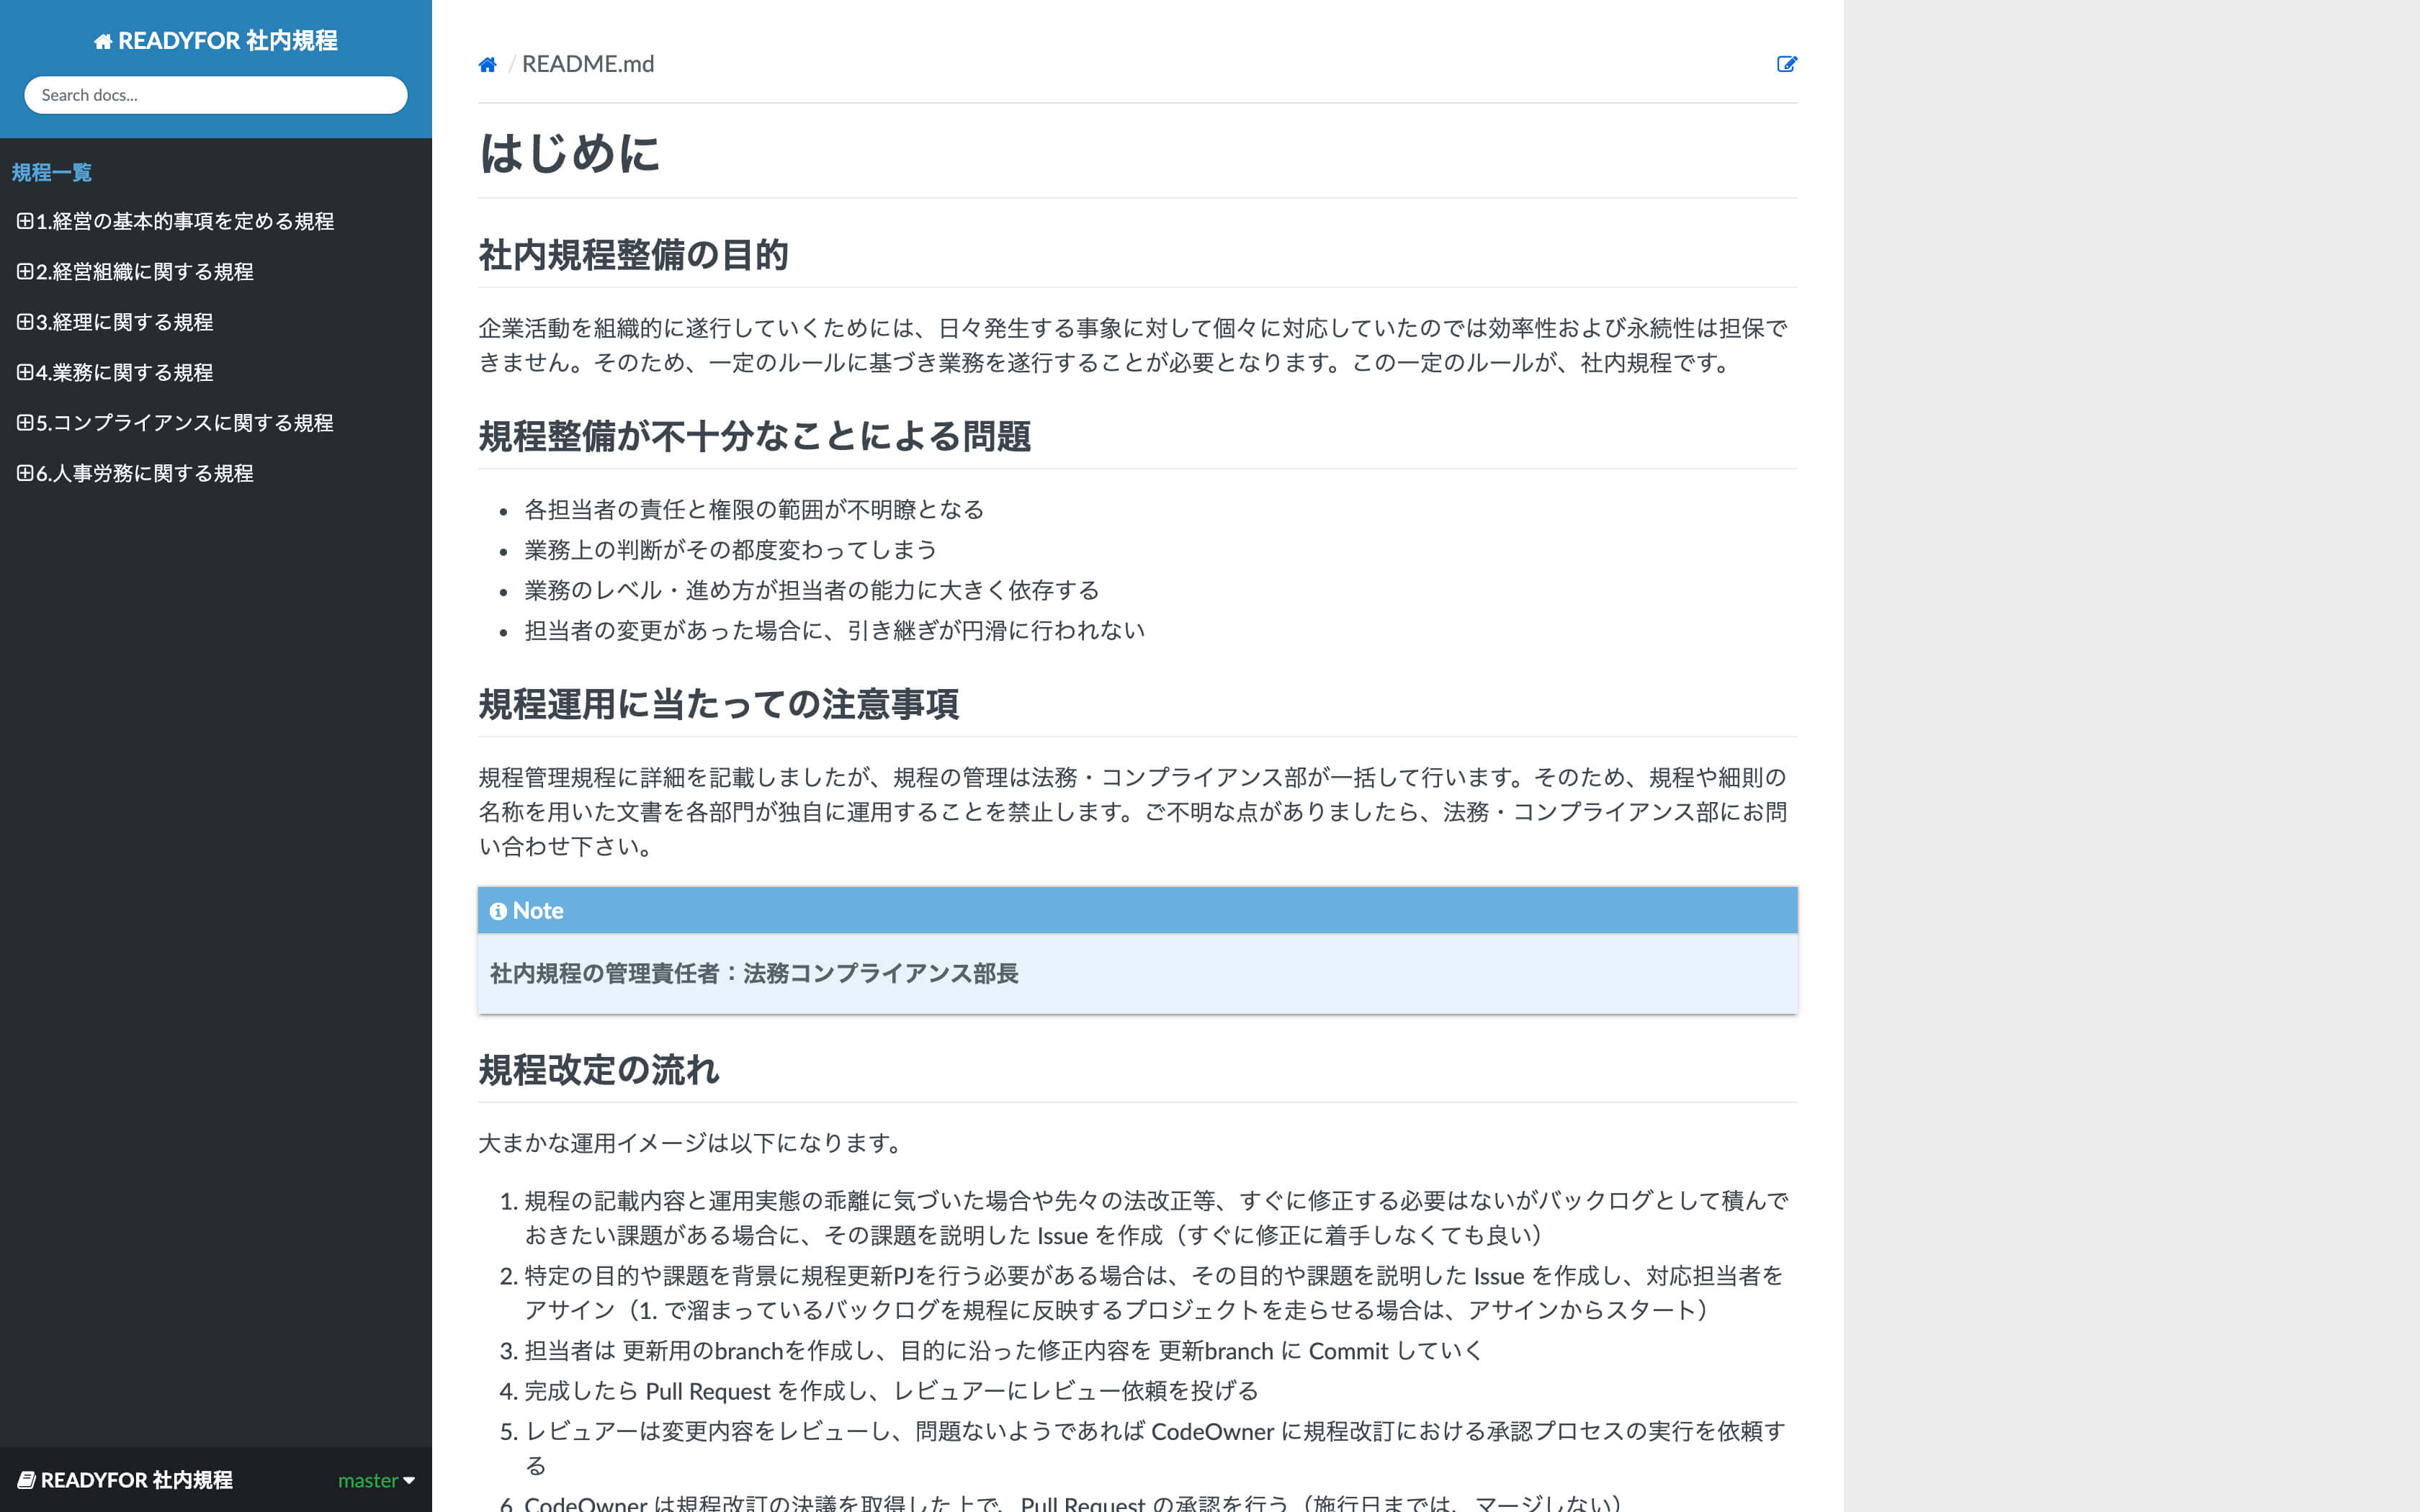 READYFOR 社内規程
Search docs...
規程一覧
1.経営の基本的事項を定める規程
2.経営組織に関する規程
3.経理に関する規程
4.業務に関する規程
5.コンプライアンスに関する規程
6.人事労務に関する規程
READYFOR 社内規程
master
/ README.md
はじめに
社内規程整備の目的
企業活動を組織的に遂行していくためには、日々発生する事象に対して個々に対応していたのでは効率性および永続性は担保で
きません。そのため、一定のルールに基づき業務を遂行することが必要となります。この一定のルールが、社内規程です。
規程整備が不十分なことによる問題
• 各担当者の責任と権限の範囲が不明瞭となる
• 業務上の判断がその都度変わってしまう
• 業務のレベル・進め方が担当者の能力に大きく依存する
• 担当者の変更があった場合に、引き継ぎが円滑に行われない
規程運用に当たっての注意事項
規程管理規程に詳細を記載しましたが、規程の管理は法務・コンプライアンス部が一括して行います。そのため、規程や細則の
名称を用いた文書を各部門が独自に運用することを禁止します。ご不明な点がありましたら、法務・コンプライアンス部にお問
い合わせ下さい。
Note
社内規程の管理責任者：法務コンプライアンス部長
規程改定の流れ
大まかな運用イメージは以下になります。
1. 規程の記載内容と運用実態の乖離に気づいた場合や先々の法改正等、すぐに修正する必要はないがバックログとして積んで
おきたい課題がある場合に、その課題を説明した Issue を作成（すぐに修正に着手しなくても良い）
2. 特定の目的や課題を背景に規程更新PJを行う必要がある場合は、その目的や課題を説明した Issue を作成し、対応担当者を
アサイン（1. で溜まっているバックログを規程に反映するプロジェクトを走らせる場合は、アサインからスタート）
3. 担当者は 更新用のbranchを作成し、目的に沿った修正内容を 更新branch に Commit していく
4. 完成したら Pull Request を作成し、レビュアーにレビュー依頼を投げる
5. レビュアーは変更内容をレビューし、問題ないようであれば CodeOwner に規程改訂における承認プロセスの実行を依頼す
る
6. CodeOwner は規程改訂の決議を取得した上で、Pull Request の承認を行う（施行日までは、マージしない）